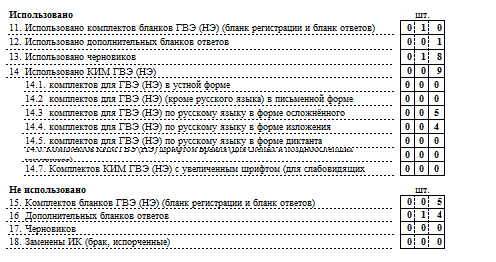 Использовано шт.
11. Использовано комплектов бланков ГВЭ (НЭ) (бланк регистрации и бланк ответов) 0 1 0
12. Использовано дополнительных бланков ответов 0 0 1
13. Использовано черновиков 0 1 8
14 Использовано КИМ ГВЭ (НЭ) 0 0 9
14.1. комплектов для ГВЭ (НЭ) в устной форме 0 0 0
14.2 комплектов для ГВЭ (НЭ) (кроме русского языка) в письменной форме 0 0 0
14.3 комплектов для ГВЭ (НЭ) по русскому языку в форме осложнённого 0 0 5
14.4. комплектов для ГВЭ (НЭ) по русскому языку в форме изложения 0 0 4
14.5. комплектов для ГВЭ (НЭ) по русскому языку в форме диктанта 0 0 0
14.6. Комплектов КИМ ГВЭ (НЭ) шрифтом Брайля (для слепых и поздноослепших 0 0 0
14.7. Комплектов КИМ ГВЭ (НЭ) с увеличенным шрифтом (для слабовидящих 0 0 0
Не использовано шт.
15. Комплектов бланков ГВЭ (НЭ) (бланк регистрации и бланк ответов) 0 0 5
16 Дополнительных бланков ответов 0 1 4
17. Черновиков 0 0 0
18. Заменены ИК (брак, испорченные) 0 0 0